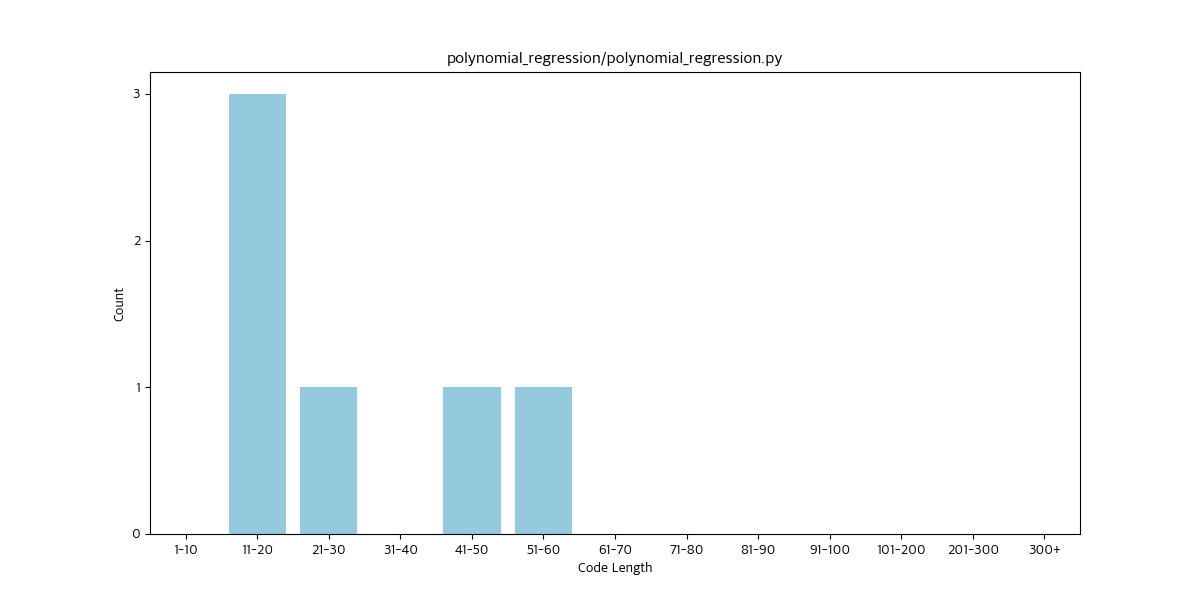 polynomial_regression/polynomial_regression.py
3
2
1
0
Count
1-10 11-20 21-30 31-40 41-50 51-60 61-70 71-80 81-90 91-100 101-200 201-300 300+
Code Length